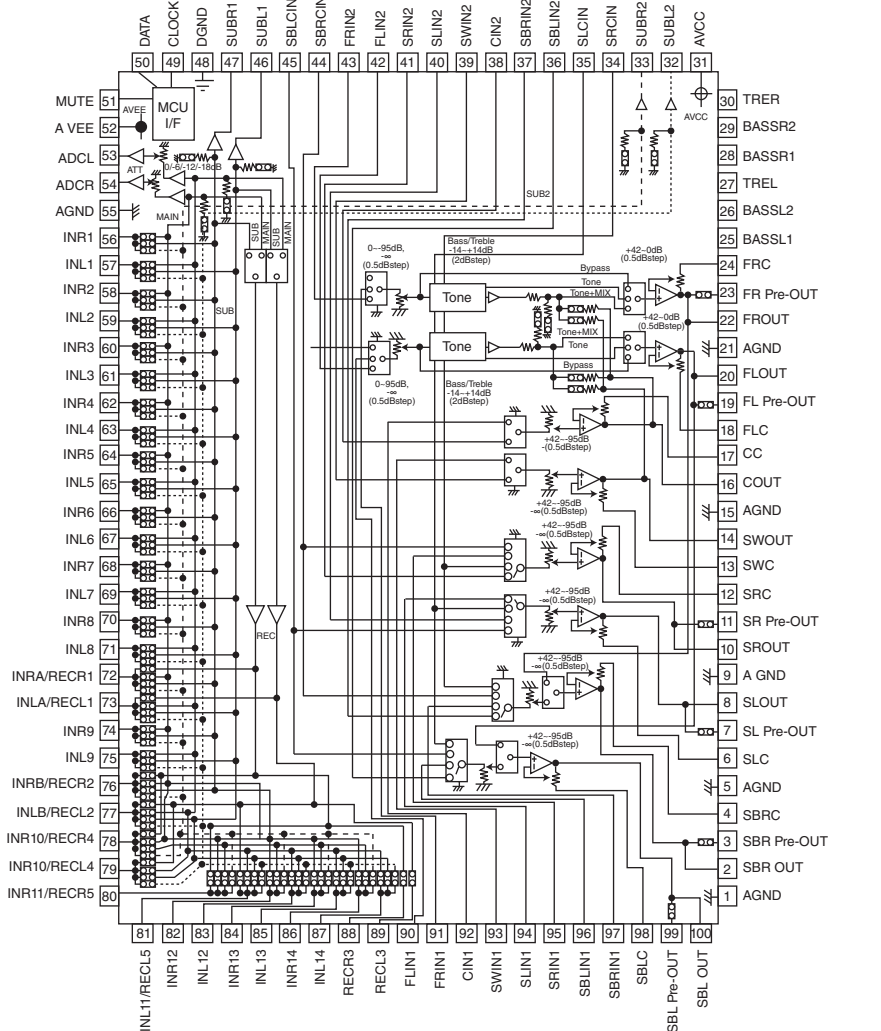 DATA
CLOCK
DGND
SUBR1
SUBL1
SBLCIN
SBRCIN
FRIN2
FLIN2
SRIN2
SLIN2
SWIN2
CIN2
SBRIN2
SBLIN2
SLCIN
SRCIN
SUBR2
SUBL2
AVCC
50 49 48 47 46 45 44 43 42 41 40 39 38 37 36 35 34 33 32 31
MUTE 51
A VEE 52
ADCL 53
ADCR 54
AGND 55
INR1 56
INL1 57
INR2 58
INL2 59
INR3 60
INL3 61
INR4 62
INL4 63
INR5 64
INL5 65
INR6 66
INL6 67
INR7 68
INL7 69
INR8 70
INL8 71
INRA/RECR1 72
INLA/RECL1 73
INR9 74
INL9 75
INRB/RECR2 76
INLB/RECL2 77
INR10/RECR4 78
INR10/RECL4 79
INR11/RECR5 80
AVEE
MCU
I/F
0/-6/-12/-18dB
ATT
MAIN
SUB
MAIN
SUB
MAIN
SUB
REC
SUB2
AVCC
0~-95dB,
-∞
(0.5dBstep)
Bass/Treble
-14~+14dB
(2dBstep)
Tone
Bypass
Tone
Tone+MIX
+42~0dB
(0.5dBstep)
+42~0dB
(0.5dBstep)
Tone
Tone+MIX
Tone
Bypass
0~-95dB,
-∞
(0.5dBstep)
Bass/Treble
-14~+14dB
(2dBstep)
+42~-95dB
-(0.5dBstep)
+42~-95dB
-∞(0.5dBstep)
+42~-95dB
-∞(0.5dBstep)
+42~-95dB
-∞(0.5dBstep)
+42~-95dB
-∞(0.5dBstep)
+42~-95dB
-∞(0.5dBstep)
30 TRER
29 BASSR2
28 BASSR1
27 TREL
26 BASSL2
25 BASSL1
24 FRC
23 FR Pre-OUT
22 FROUT
21 AGND
20 FLOUT
19 FL Pre-OUT
18 FLC
17 CC
16 COUT
15 AGND
14 SWOUT
13 SWC
12 SRC
11 SR Pre-OUT
10 SROUT
9 A GND
8 SLOUT
7 SL Pre-OUT
6 SLC
5 AGND
4 SBRC
3 SBR Pre-OUT
2 SBR OUT
1 AGND
81 82 83 84 85 86 87 88 89 90 91 92 93 94 95 96 97 98 99 100
INL11/RECL5
INR12
INL12
INR13
INL13
INR14
INL14
RECR3
RECL3
FLIN1
FRIN1
CIN1
SWIN1
SLIN1
SRIN1
SBLIN1
SBRIN1
SBLC
SBL Pre-OUT
SBL OUT